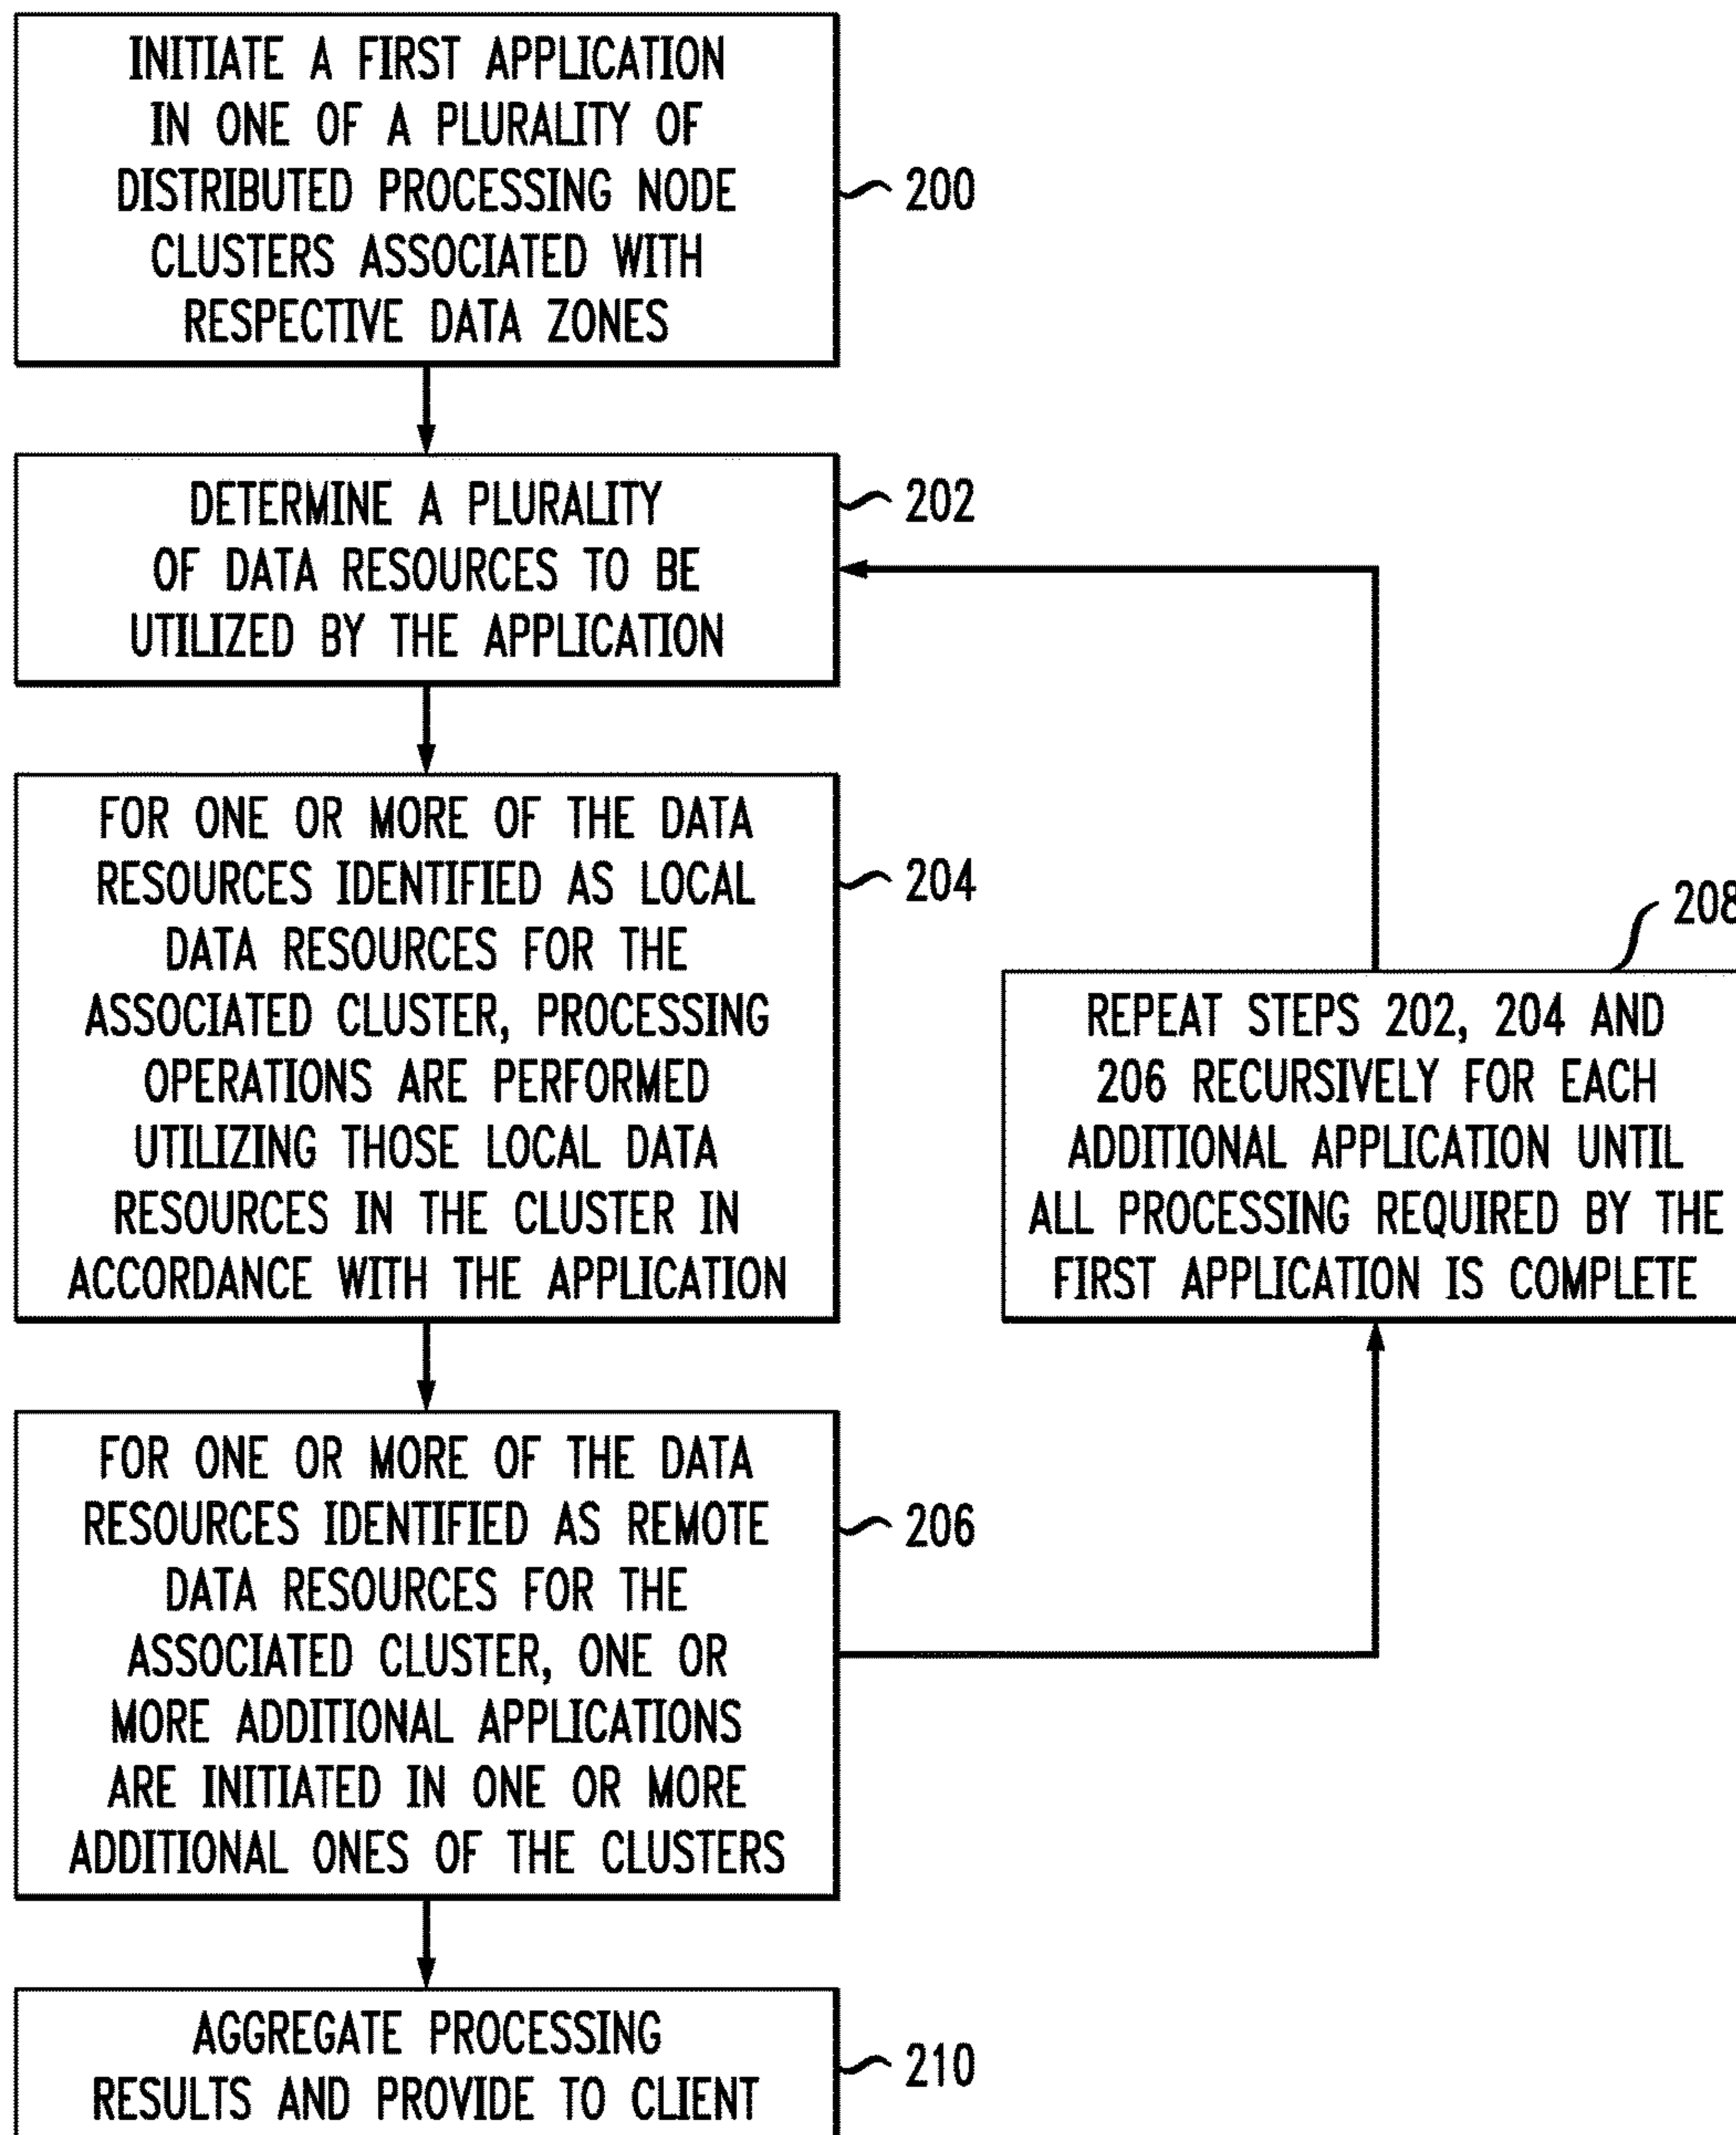 INITIATE A FIRST APPLICATION
IN ONE OF A PLURALITY OF
DISTRIBUTED PROCESSING NODE
CLUSTERS ASSOCIATED WITH
RESPECTIVE DATA ZONES
200
DETERMINE A PLURALITY
OF DATA RESOURCES TO BE
UTILIZED BY THE APPLICATION
202
FOR ONE OR MORE OF THE DATA
RESOURCES IDENTIFIED AS LOCAL
DATA RESOURCES FOR THE
ASSOCIATED CLUSTER, PROCESSING
OPERATIONS ARE PERFORMED
UTILIZING THOSE LOCAL DATA
RESOURCES IN THE CLUSTER IN
ACCORDANCE WITH THE APPLICATION
204
208
REPEAT STEPS 202, 204 AND
206 RECURSIVELY FOR EACH
ADDITIONAL APPLICATION UNTIL
ALL PROCESSING REQUIRED BY THE
FIRST APPLICATION IS COMPLETE
FOR ONE OR MORE OF THE DATA
RESOURCES IDENTIFIED AS REMOTE
DATA RESOURCES FOR THE
ASSOCIATED CLUSTER, ONE OR
MORE ADDITIONAL APPLICATIONS
ARE INITIATED IN ONE OR MORE
ADDITIONAL ONES OF THE CLUSTERS
206
AGGREGATE PROCESSING
RESULTS AND PROVIDE TO CLIENT
210